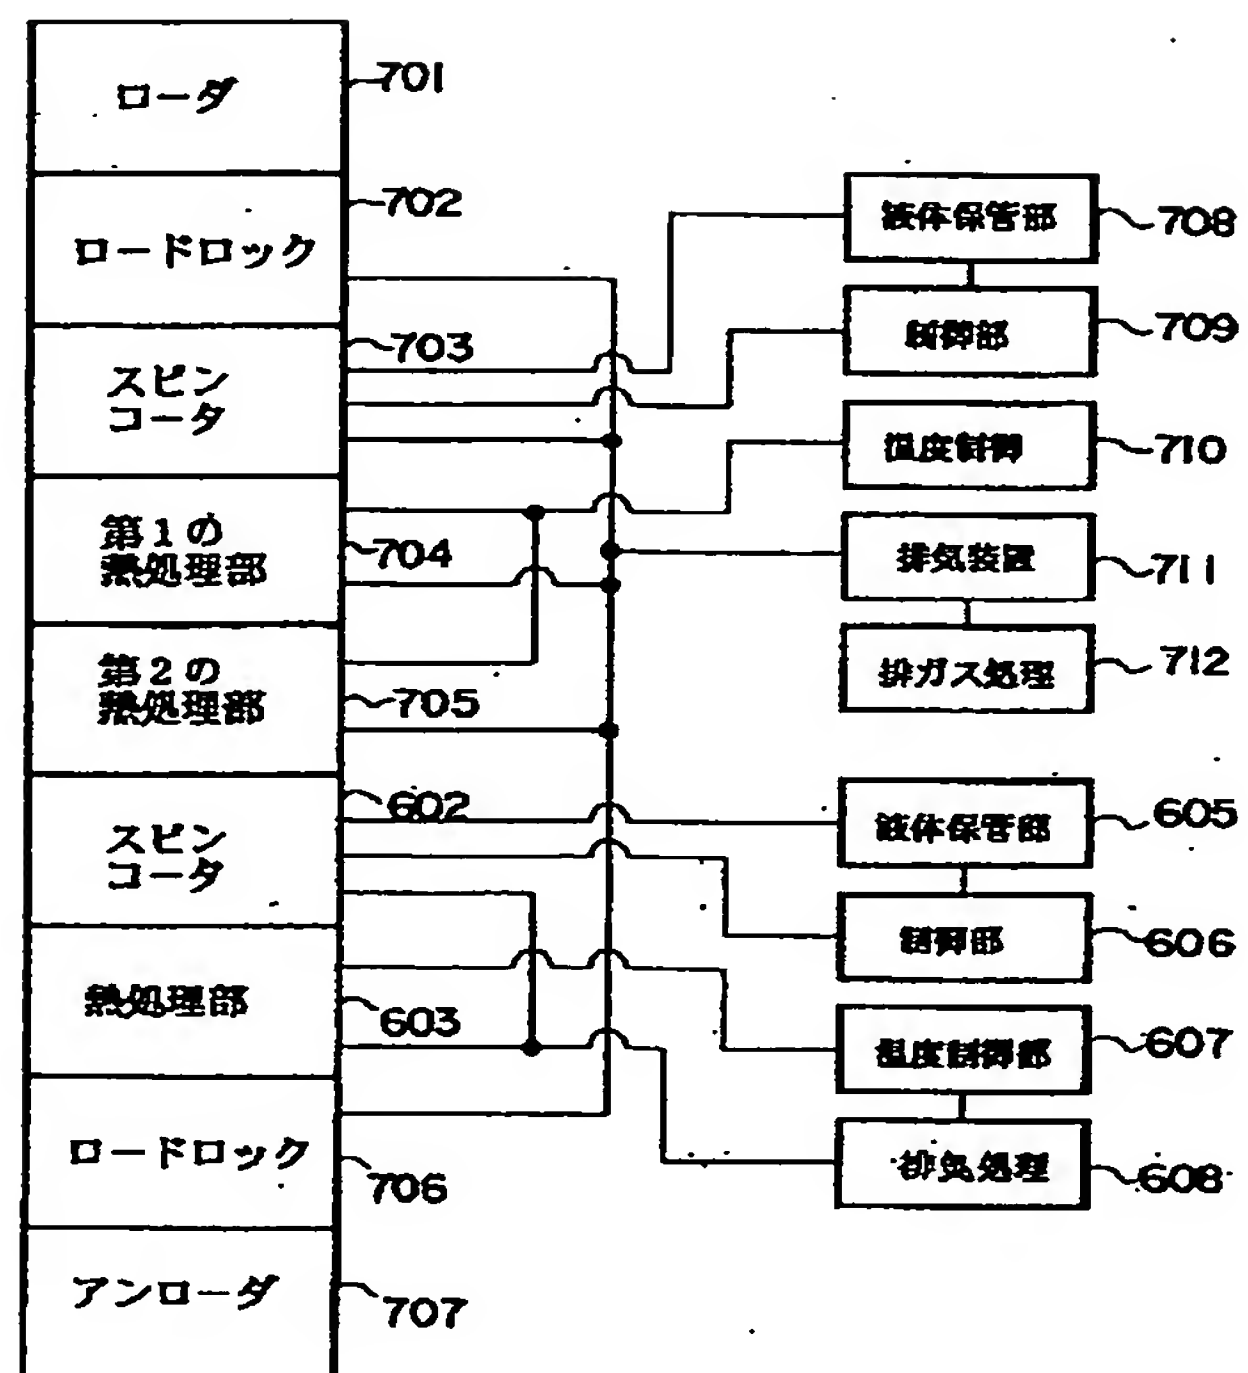 ローダ
701
ロードロック
702
スピン
コータ
703
第1の
熱処理部
704
第2の
熱処理部
705
スピン
コータ
602
熱処理部
603
ロードロック
706
アンローダ
707
液体保管部
708
制御部
709
温度制御
710
排気装置
711
排ガス処理
712
液体保管部
605
制御部
606
温度制御部
607
排気処理
608